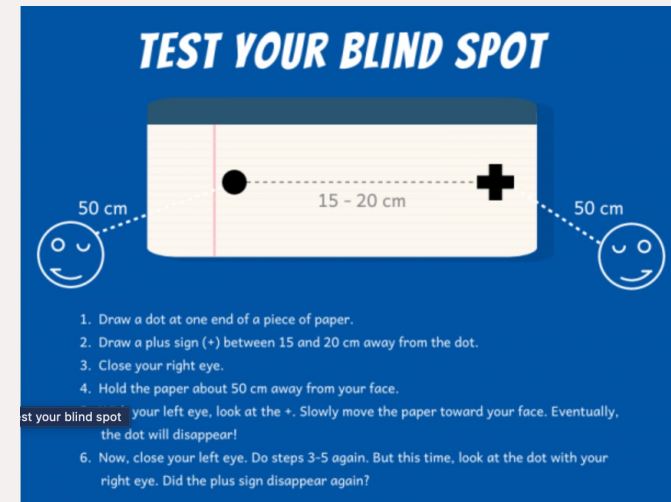 TEST YOUR BLIND SPOT
50 cm
15 - 20 cm
50 cm
1. Draw a dot at one end of a piece of paper.
2. Draw a plus sign (+) between 15 and 20 cm away from the dot.
3. Close your right eye.
4. Hold the paper about 50 cm away from your face.
your left eye, look at the +. Slowly move the paper toward your face. Eventually,
the dot will disappear!
6. Now, close your left eye. Do steps 3-5 again. But this time, look at the dot with your
right eye. Did the plus sign disappear again?
st your blind spot